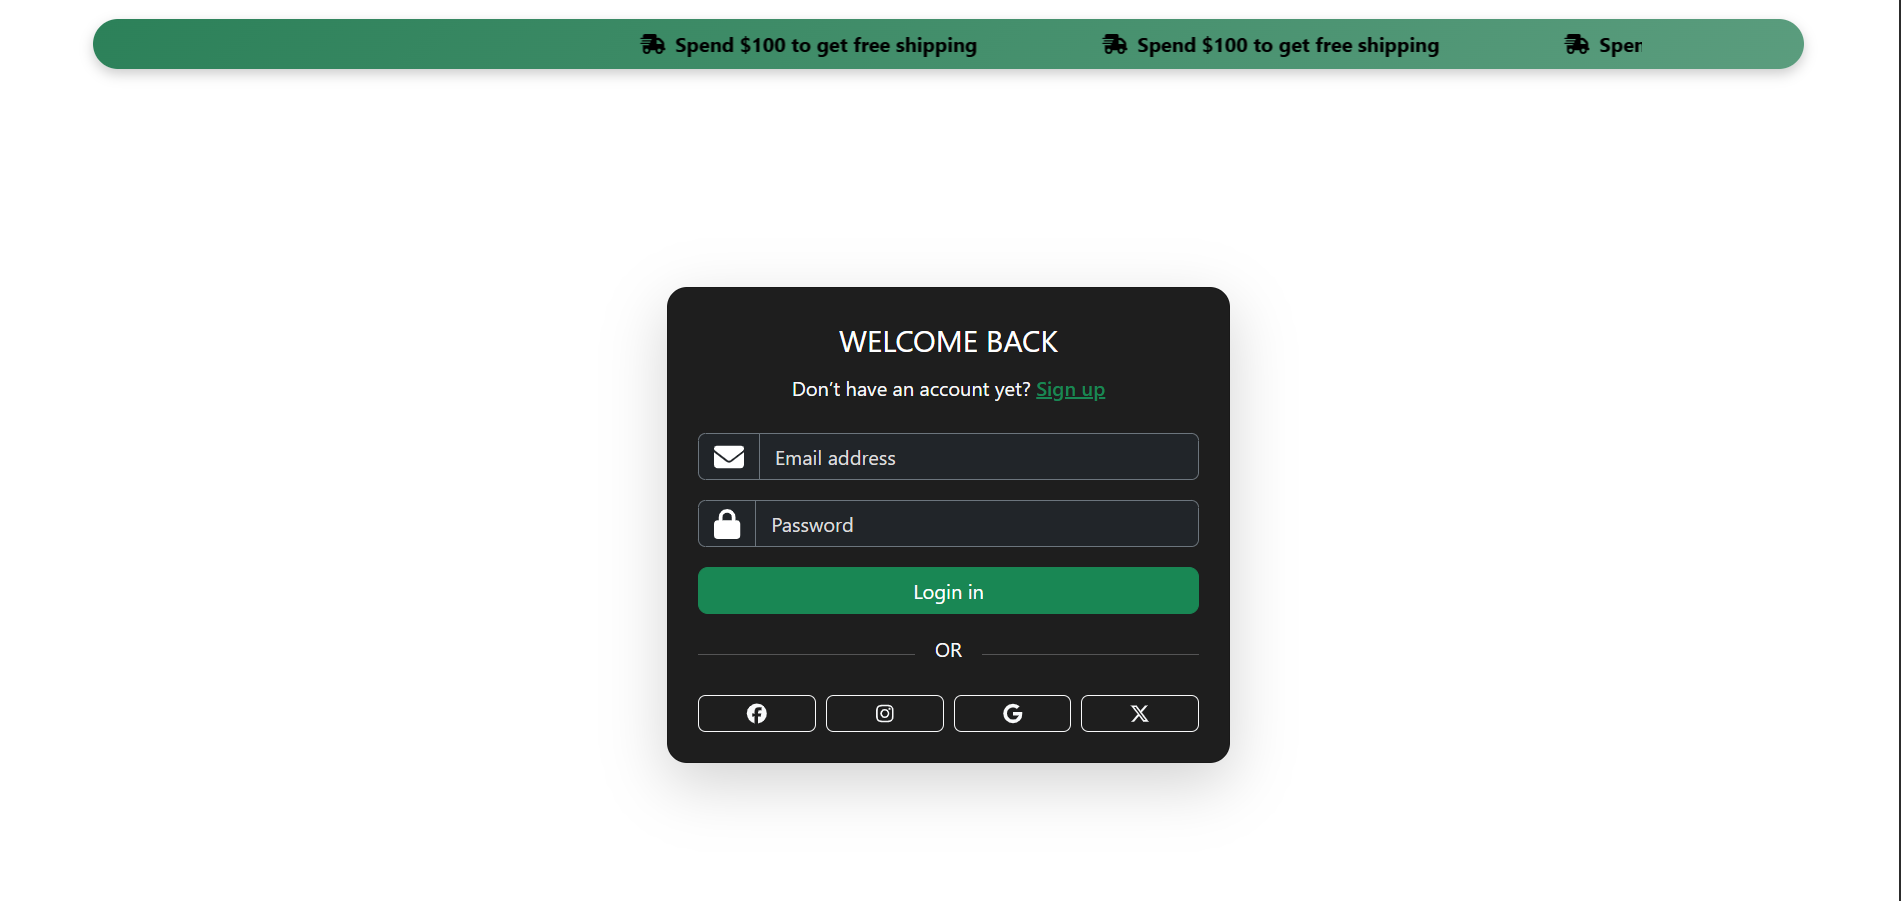 Spend $100 to get free shipping Spend $100 to get free shipping Spen
WELCOME BACK
Don’t have an account yet? Sign up
Email address
Password
Login in
OR